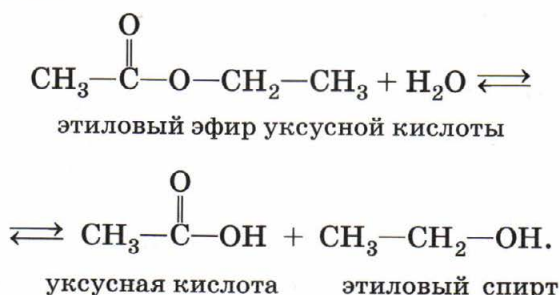 O
CH₃—C—O—CH₂—CH₃ + H₂O ⇌
этиловый эфир уксусной кислоты
O
⇌ CH₃—C—OH + CH₃—CH₂—OH.
уксусная кислота этиловый спирт